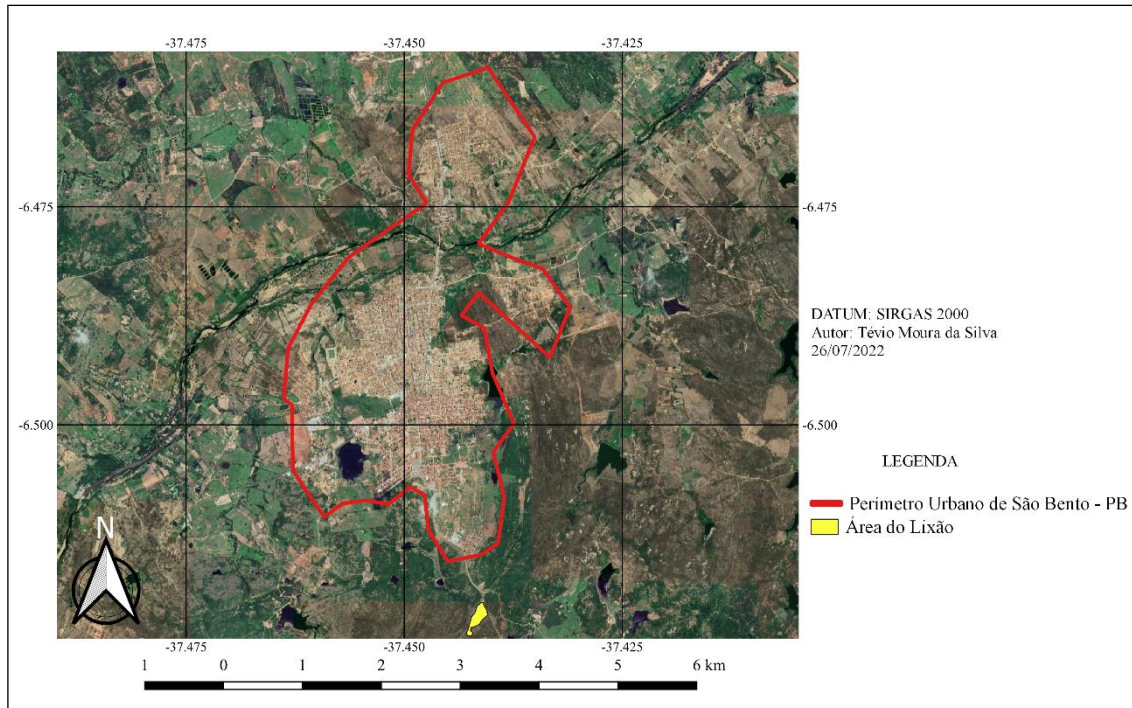 -37.475 -37.450 -37.425
-6.475 -6.475
DATUM: SIRGAS 2000
Autor: Tévio Moura da Silva
26/07/2022
-6.500 -6.500
LEGENDA
Perímetro Urbano de São Bento - PB
Área do Lixão
N
-37.475 -37.450 -37.425
1 0 1 2 3 4 5 6 km